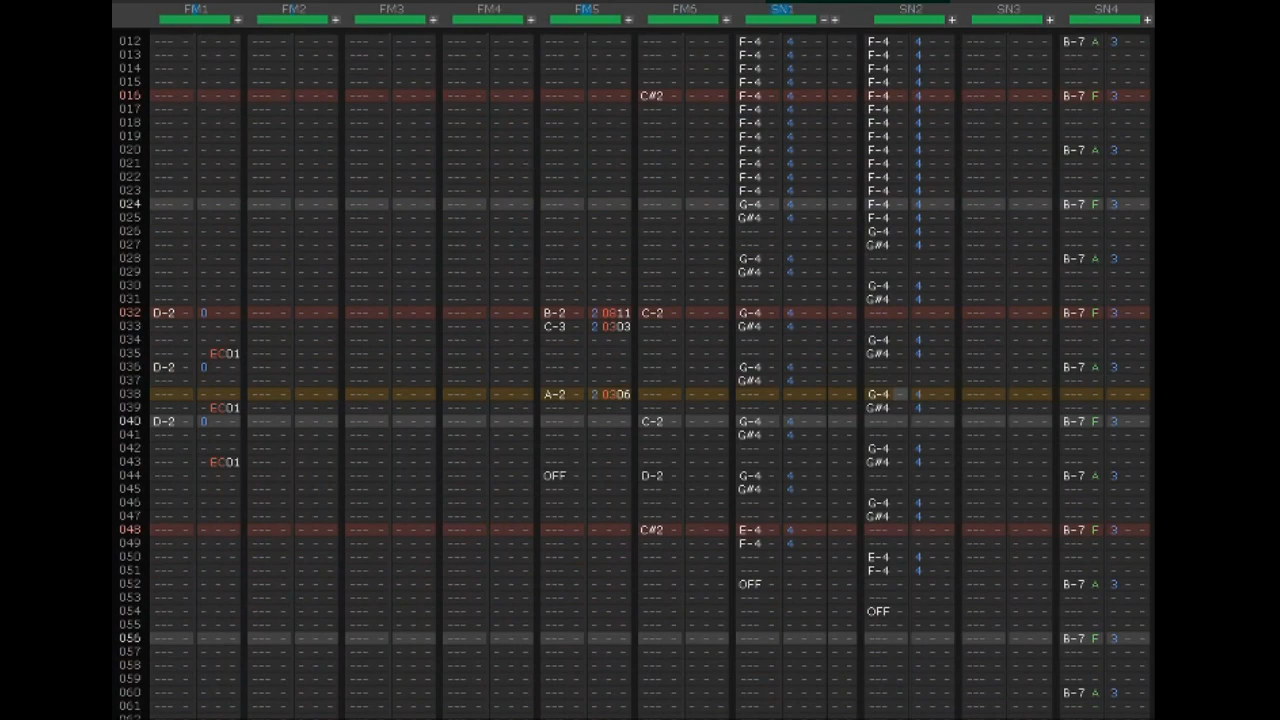 FM1 FM2 FM3 FM4 FM5 FM6 SN1 SN2 SN3 SN4
+ + + + + + - + + + +
012 F-4 4 F-4 4 B-7 A 3
013 F-4 4 F-4 4
014 F-4 4 F-4 4
015 F-4 4 F-4 4
016 C#2 F-4 4 F-4 4 B-7 F 3
017 F-4 4 F-4 4
018 F-4 4 F-4 4
019 F-4 4 F-4 4
020 F-4 4 F-4 4 B-7 A 3
021 F-4 4 F-4 4
022 F-4 4 F-4 4
023 F-4 4 F-4 4
024 G-4 4 F-4 4 B-7 F 3
025 G#4 4 F-4 4
026 G-4 4
027 G#4 4
028 G-4 4 B-7 A 3
029 G#4 4
030 G-4 4
031 G#4 4
032 D-2 0 B-2 2 0811 C-2 G-4 4 B-7 F 3
033 C-3 2 0303 G#4 4
034 G-4 4
035 EC01 G#4 4
036 D-2 0 G-4 4 B-7 A 3
037 G#4 4
038 A-2 2 0306 G-4 4
039 EC01 G#4 4
040 D-2 0 C-2 G-4 4 B-7 F 3
041 G#4 4
042 G-4 4
043 EC01 G#4 4
044 OFF D-2 G-4 4 B-7 A 3
045 G#4 4
046 G-4 4
047 G#4 4
048 C#2 E-4 4 B-7 F 3
049 F-4 4
050 E-4 4
051 F-4 4
052 OFF B-7 A 3
053
054 OFF
055
056 B-7 F 3
057
058
059
060 B-7 A 3
061